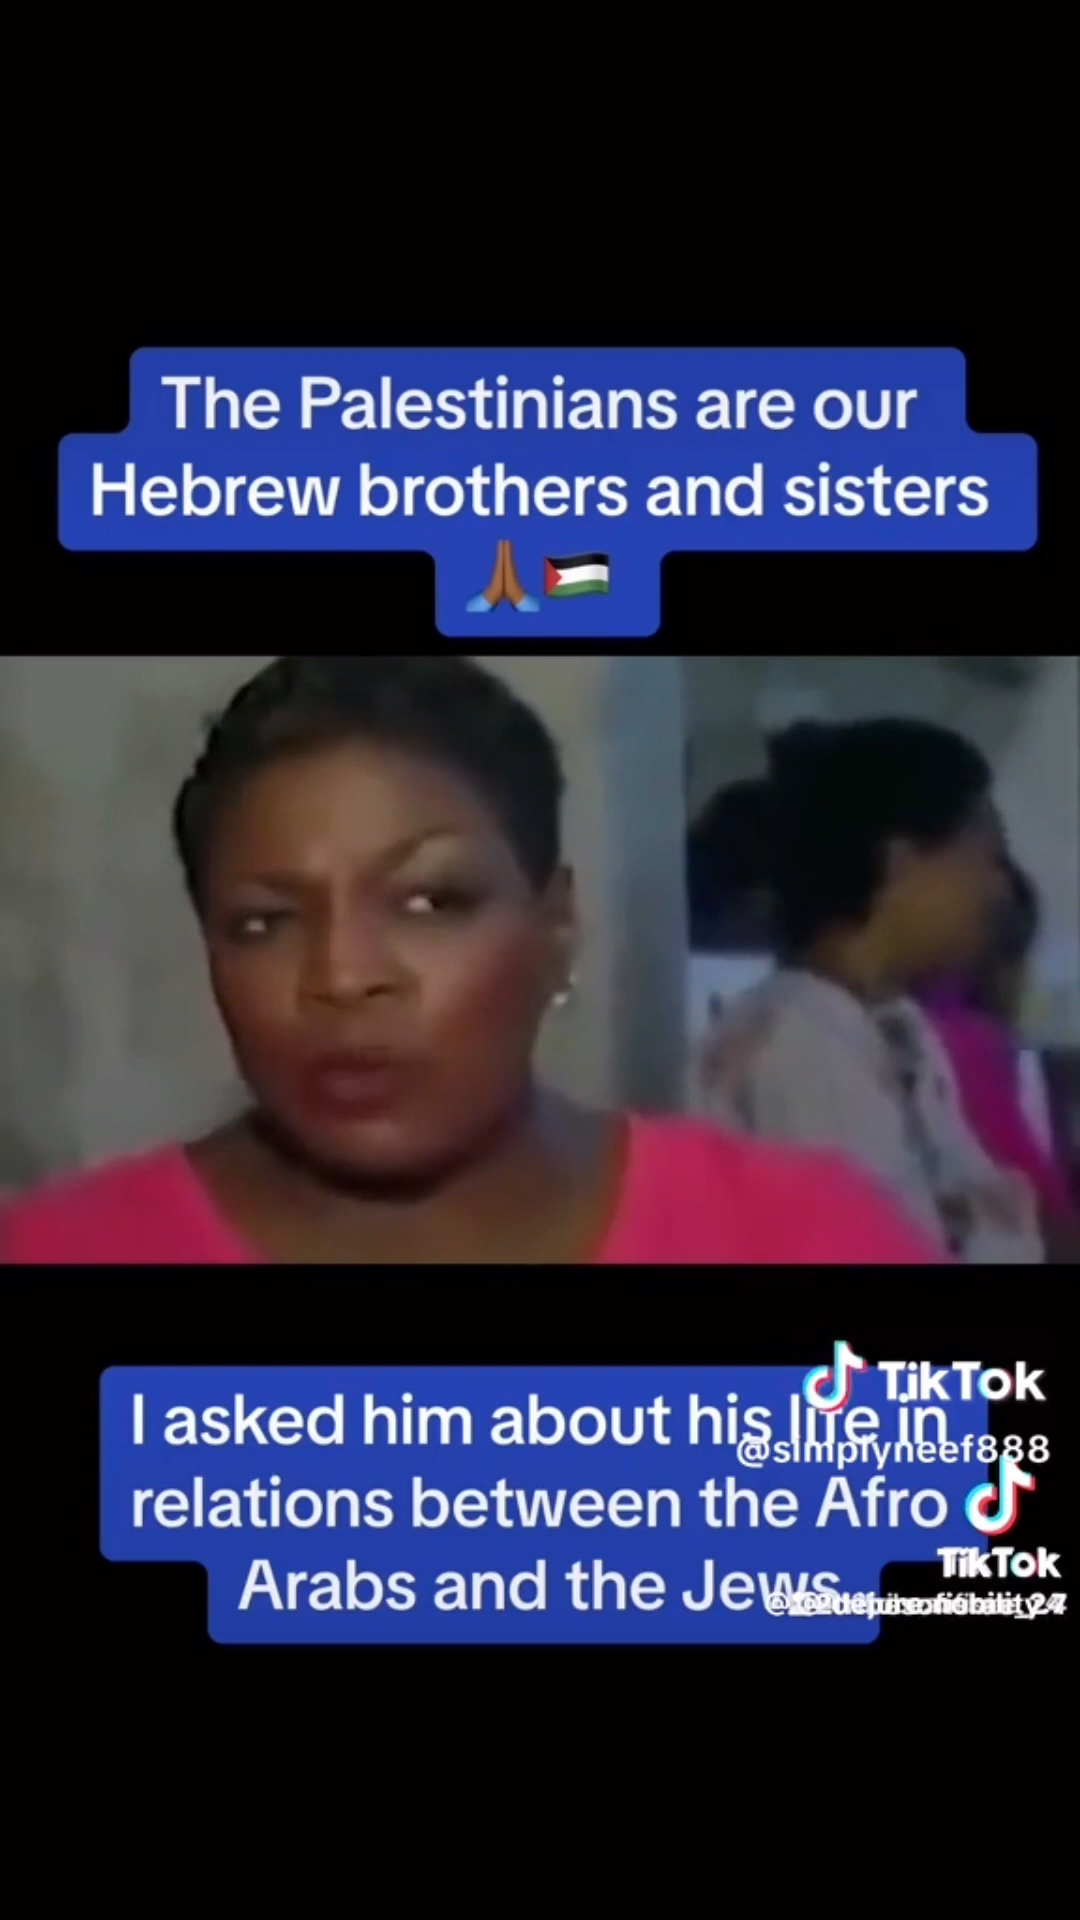 The Palestinians are our
Hebrew brothers and sisters
🙏🏾🇵🇸
TikTok
I asked him about his life in
@simplyneef888
relations between the Afro
TikTok
Arabs and the Jews